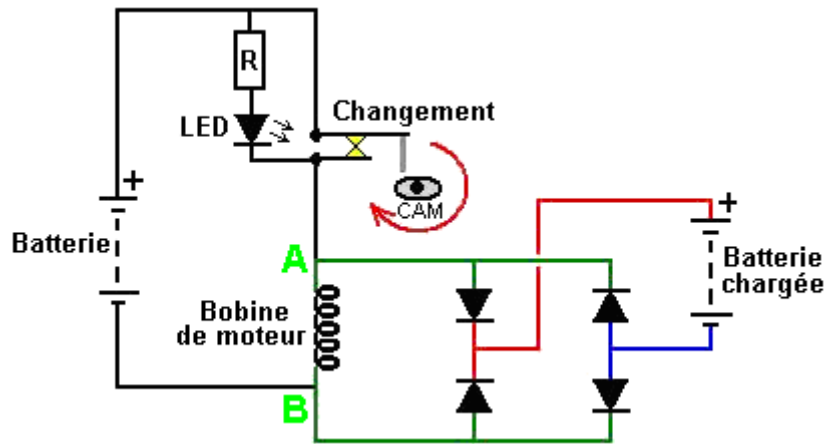 R
LED
Changement
+
CAM
+
Batterie
A
Batterie
chargée
Bobine
de moteur
B